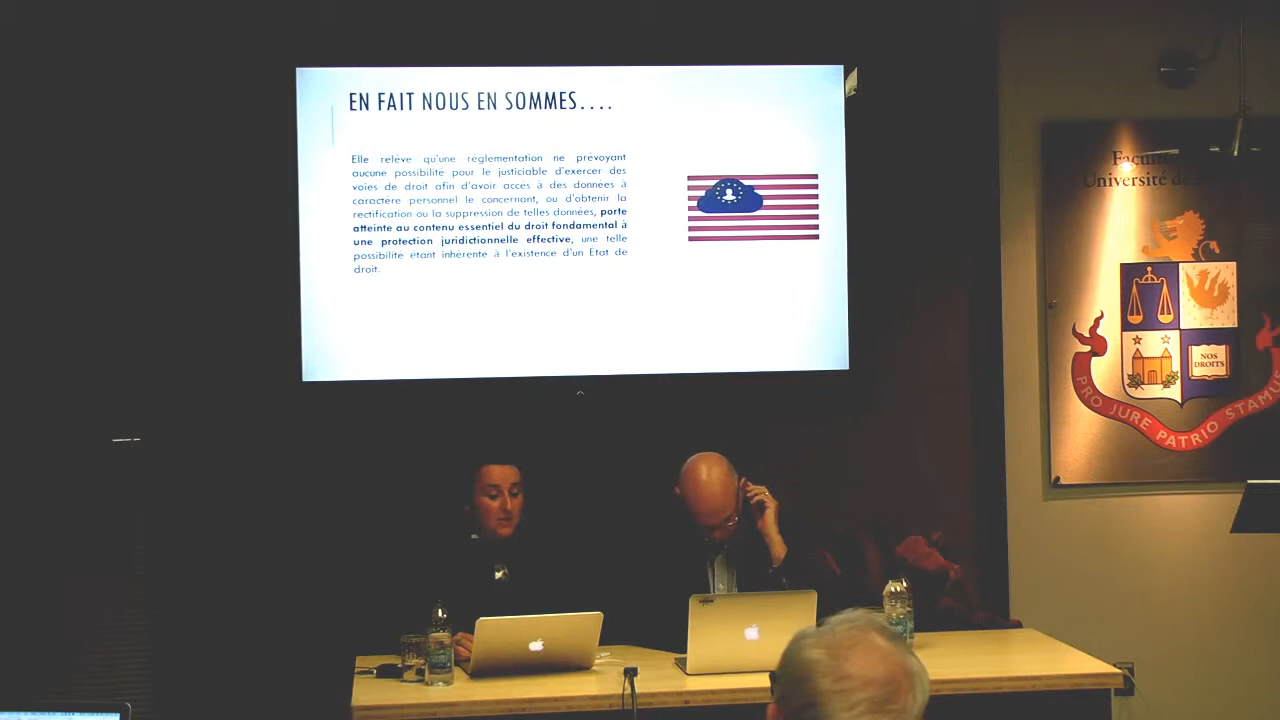 EN FAIT NOUS EN SOMMES....
Elle relève qu'une règlementation ne prévoyant
aucune possibilité pour le justiciable d'exercer des
voies de droit afin d'avoir accès à des données à
caractère personnel le concernant, ou d'obtenir la
rectification ou la suppression de telles données, porte
atteinte au contenu essentiel du droit fondamental à
une protection juridictionnelle effective, une telle
possibilité étant inhérente à l'existence d'un État de
droit.
Université de
NOS
DROITS
PRO JURE PATRIO STAMUS